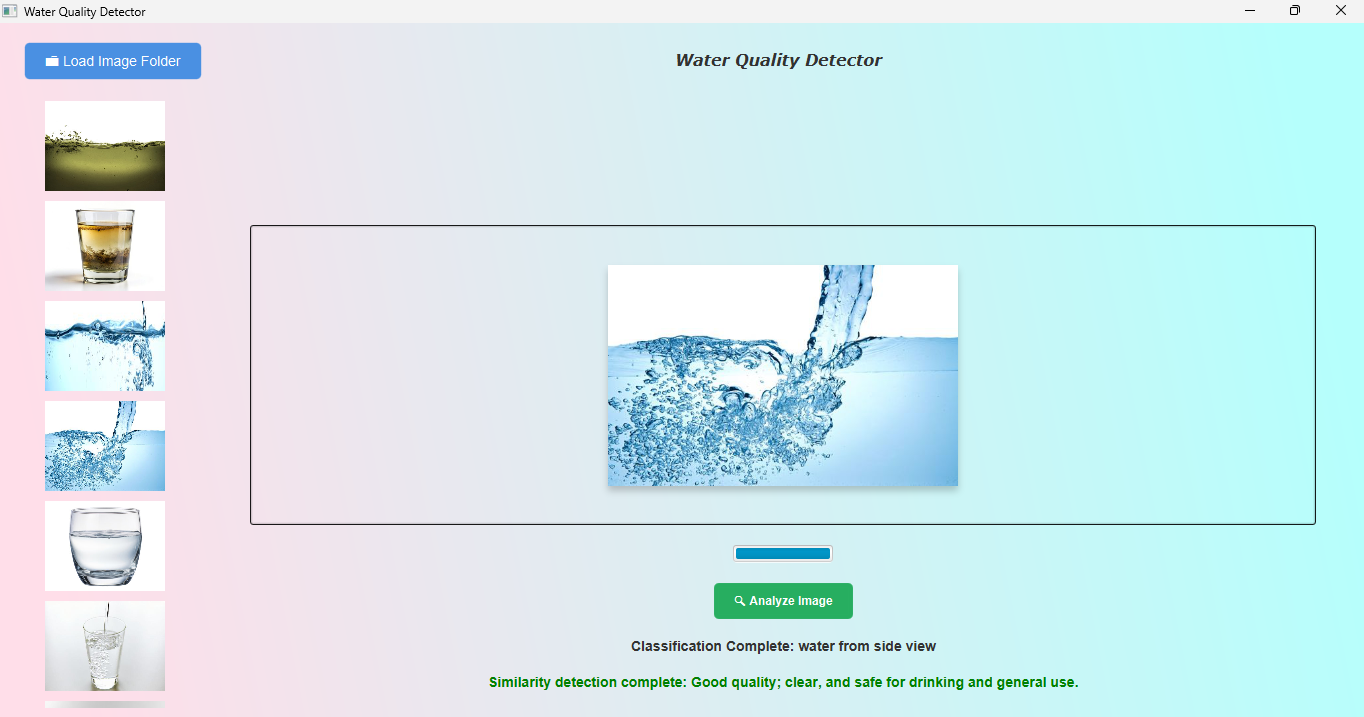 Water Quality Detector
Load Image Folder
Water Quality Detector
Analyze Image
Classification Complete: water from side view
Similarity detection complete: Good quality; clear, and safe for drinking and general use.